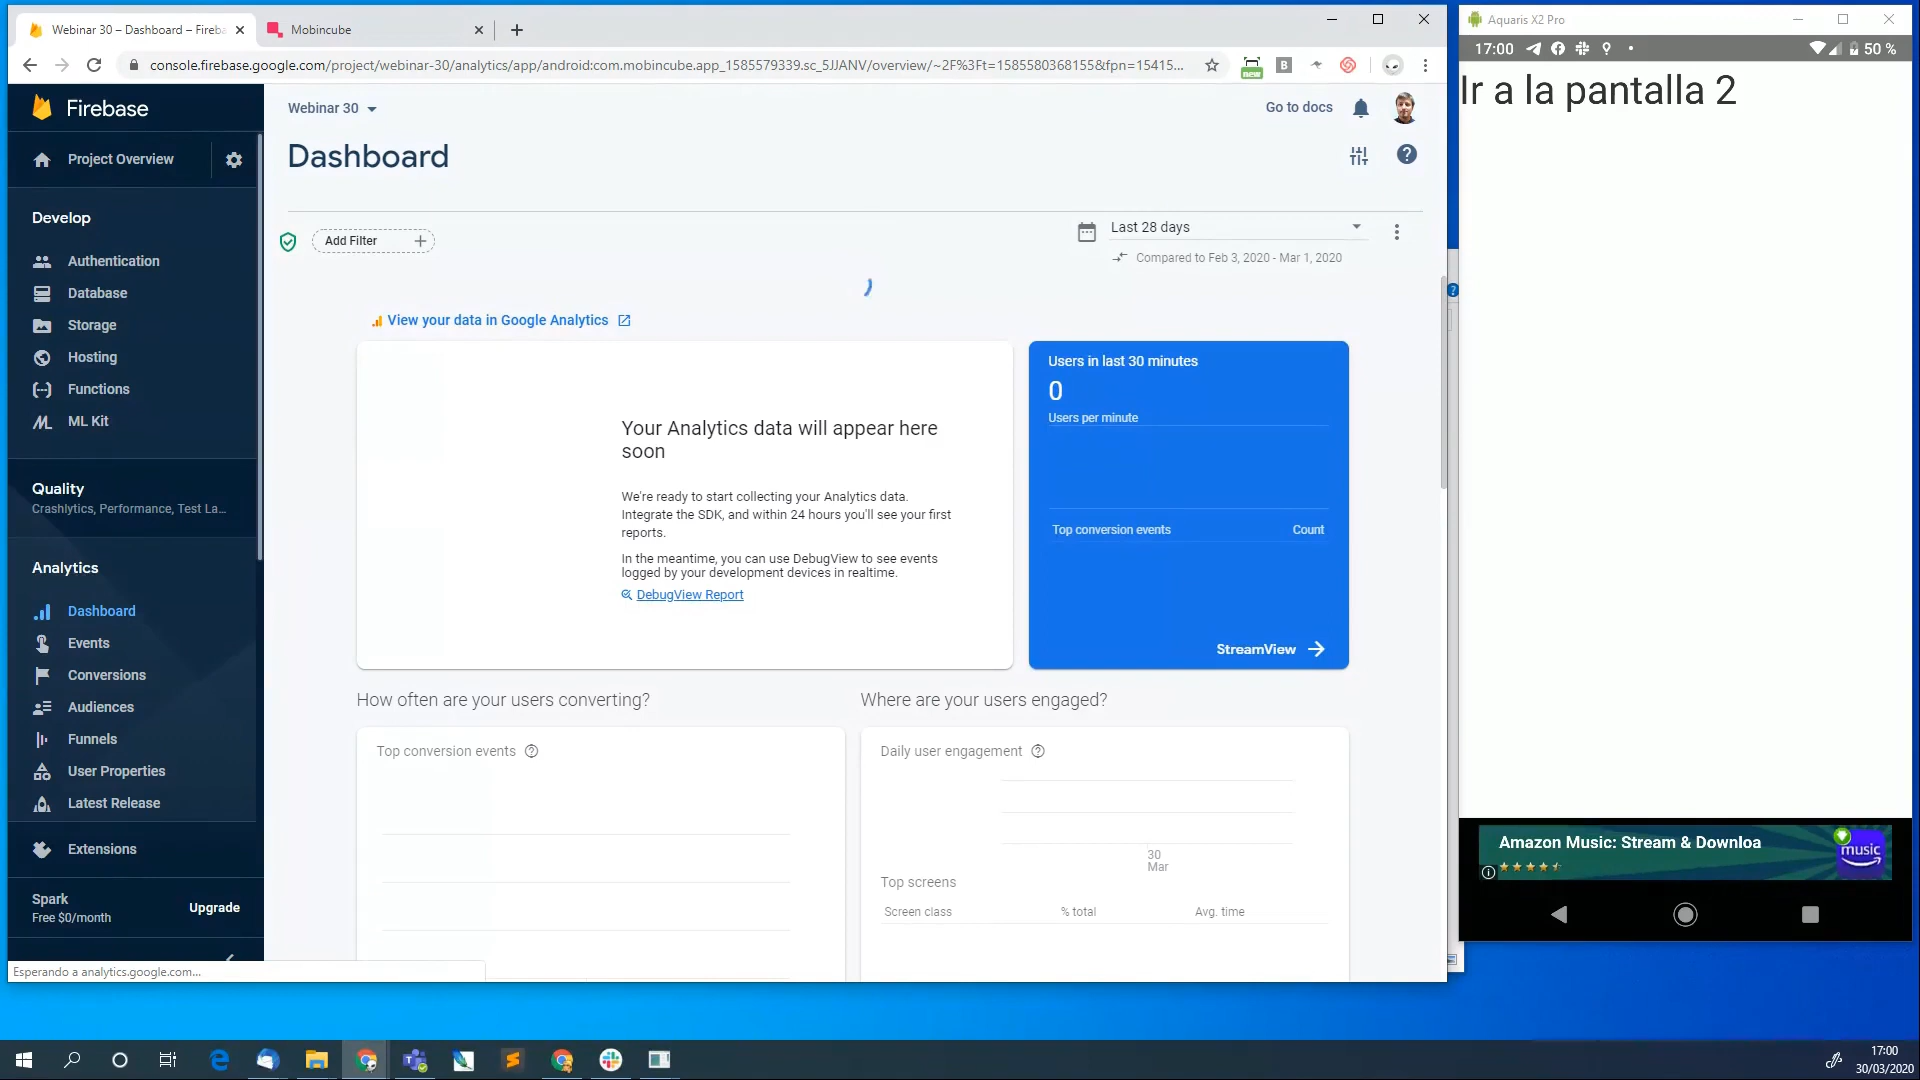 Webinar 30 – Dashboard – Fireba
Mobincube
console.firebase.google.com/project/webinar-30/analytics/app/android:com.mobincube.app_1585579339.sc_5JJANV/overview/~2F%3Ft=1585580368155&fpn=15415...
new
Firebase
Project Overview
Develop
Authentication
Database
Storage
Hosting
Functions
ML Kit
Quality
Crashlytics, Performance, Test La...
Analytics
Dashboard
Events
Conversions
Audiences
Funnels
User Properties
Latest Release
Extensions
Spark
Free $0/month
Upgrade
Esperando a analytics.google.com...
Webinar 30
Go to docs
Dashboard
Add Filter
Last 28 days
Compared to Feb 3, 2020 - Mar 1, 2020
View your data in Google Analytics
Your Analytics data will appear here
soon
We're ready to start collecting your Analytics data.
Integrate the SDK, and within 24 hours you'll see your first
reports.
In the meantime, you can use DebugView to see events
logged by your development devices in realtime.
DebugView Report
Users in last 30 minutes
0
Users per minute
Top conversion events Count
StreamView
How often are your users converting?
Top conversion events
Where are your users engaged?
Daily user engagement
30
Mar
Top screens
Screen class % total Avg. time
Aquaris X2 Pro
17:00
50 %
Ir a la pantalla 2
Amazon Music: Stream & Downloa
music
17:00
30/03/2020